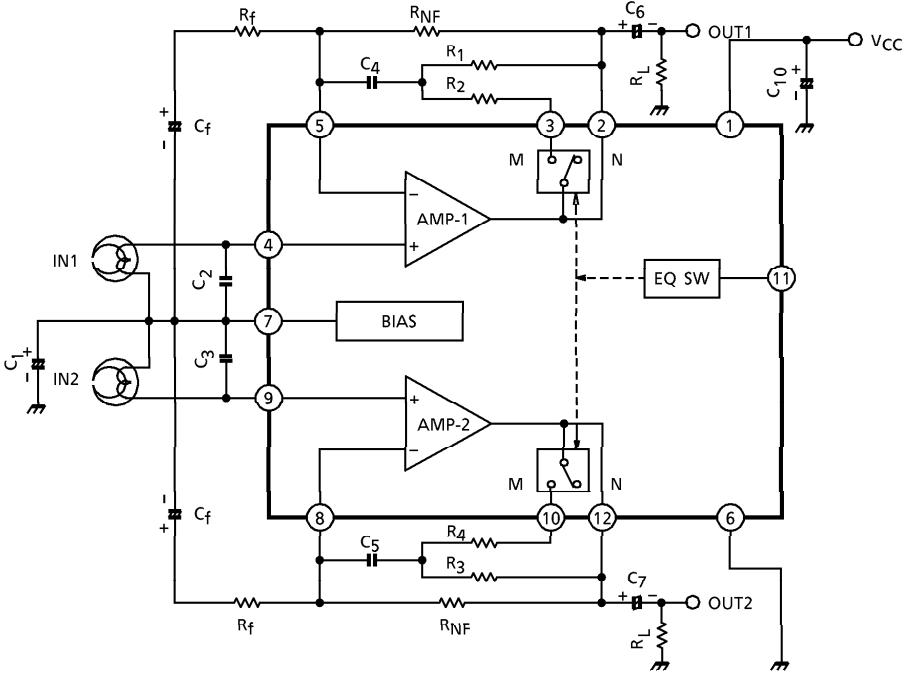 Rf
RNF
C6
+ −
OUT1
VCC
R1
C4
R2
RL
C10
+
-
+
Cf
-
5
3
2
1
M
N
−
AMP-1
+
IN1
4
C2
EQ SW
11
7
BIAS
C1
+
-
C3
IN2
9
+
AMP-2
−
M
N
-
Cf
+
8
10
12
6
C5
R4
R3
C7
+ −
OUT2
Rf
RNF
RL